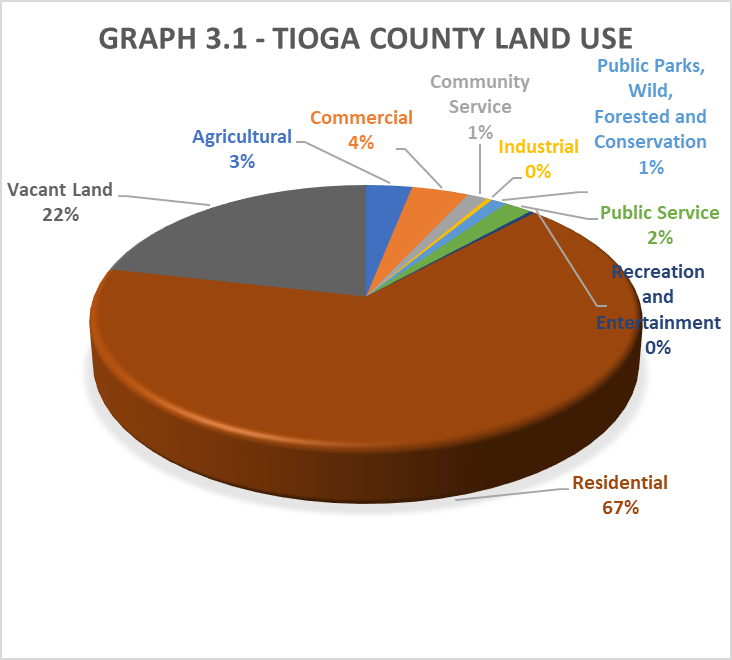 GRAPH 3.1 - TIOGA COUNTY LAND USE
Agricultural
3%
Commercial
4%
Community
Service
1%
Industrial
0%
Public Parks,
Wild,
Forested and
Conservation
1%
Public Service
2%
Recreation
and
Entertainment
0%
Residential
67%
Vacant Land
22%